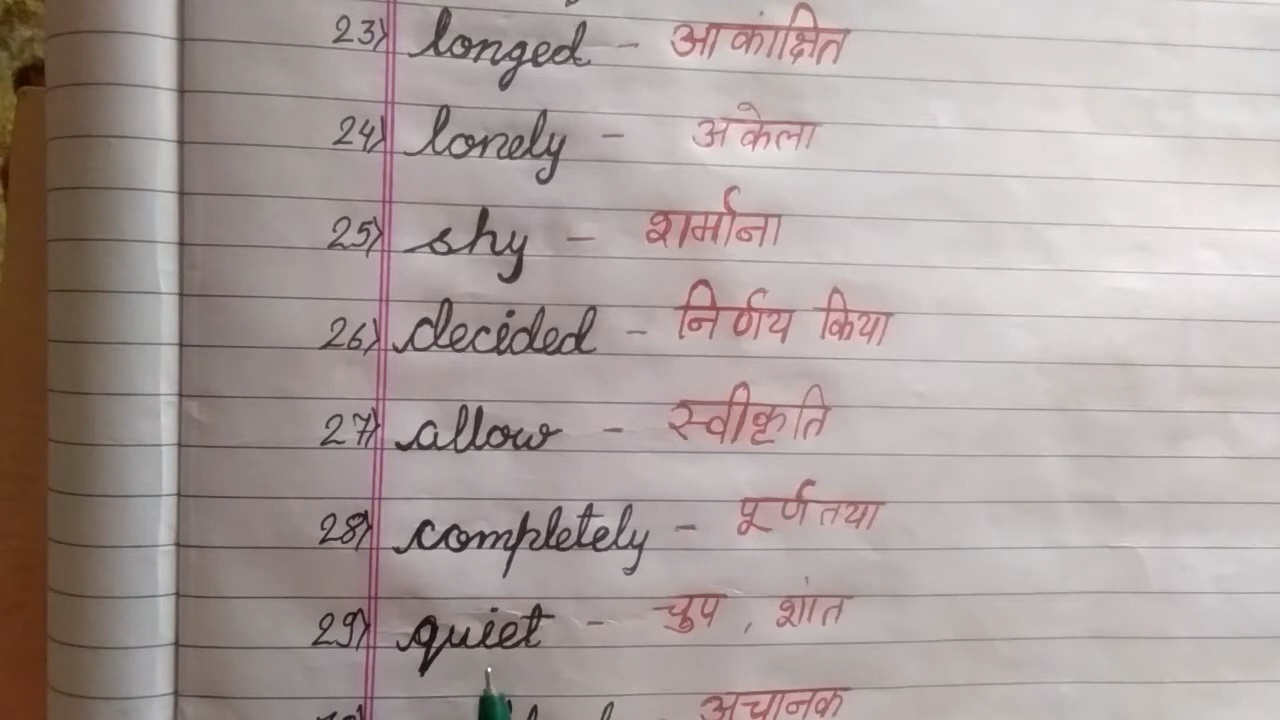 23) longed - आकांक्षित
24) lonely - अकेला
25) shy - शर्माना
26) decided - निर्णय किया
27) allow - स्वीकृति
28) completely - पूर्णतया
29) quiet - चुप, शांत
अचानक